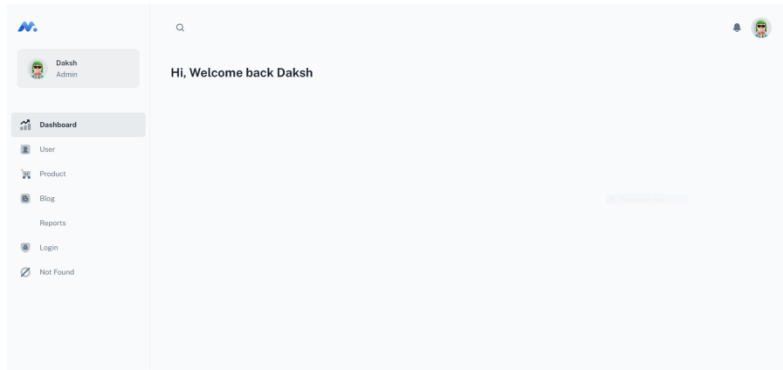 Daksh
Admin
Hi, Welcome back Daksh
Dashboard
User
Product
Blog
Reports
Login
Not Found